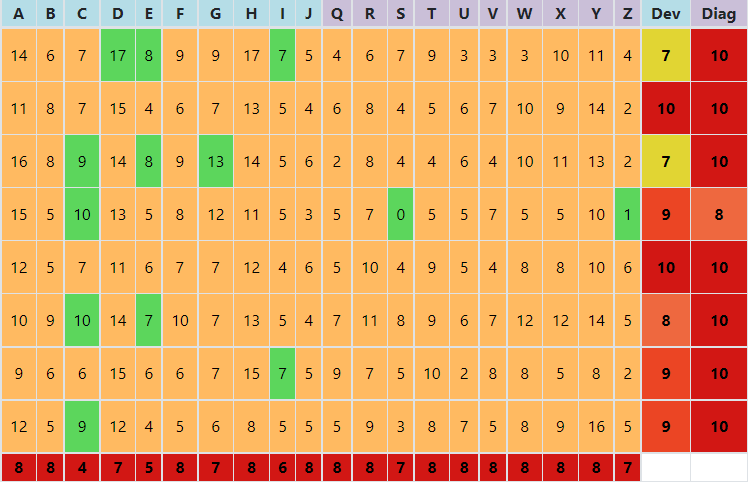 A B C D E F G H I J Q R S T U V W X Y Z Dev Diag
14 6 7 17 8 9 9 17 7 5 4 6 7 9 3 3 3 10 11 4 7 10
11 8 7 15 4 6 7 13 5 4 6 8 4 5 6 7 10 9 14 2 10 10
16 8 9 14 8 9 13 14 5 6 2 8 4 4 6 4 10 11 13 2 7 10
15 5 10 13 5 8 12 11 5 3 5 7 0 5 5 7 5 5 10 1 9 8
12 5 7 11 6 7 7 12 4 6 5 10 4 9 5 4 8 8 10 6 10 10
10 9 10 14 7 10 7 13 5 4 7 11 8 9 6 7 12 12 14 5 8 10
9 6 6 15 6 6 7 15 7 5 9 7 5 10 2 8 8 5 8 2 9 10
12 5 9 12 4 5 6 8 5 5 5 9 3 8 7 5 8 9 16 5 9 10
8 8 4 7 5 8 7 8 6 8 8 8 7 8 8 8 8 8 8 7